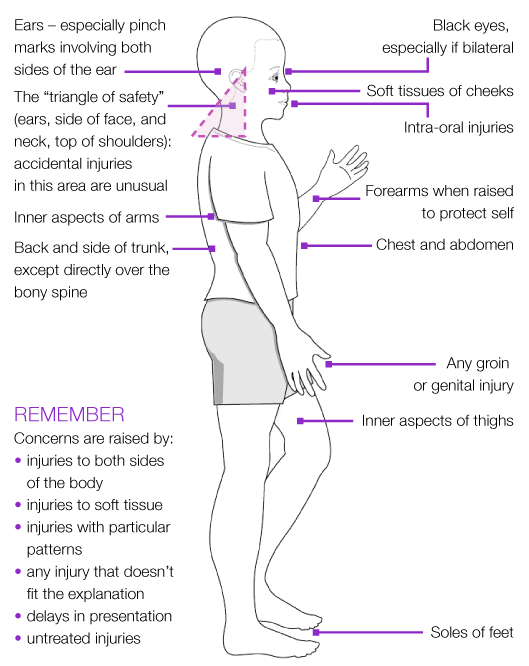 Ears – especially pinch
marks involving both
sides of the ear
The “triangle of safety”
(ears, side of face, and
neck, top of shoulders):
accidental injuries
in this area are unusual
Inner aspects of arms
Back and side of trunk,
except directly over the
bony spine
Black eyes,
especially if bilateral
Soft tissues of cheeks
Intra-oral injuries
Forearms when raised
to protect self
Chest and abdomen
Any groin
or genital injury
Inner aspects of thighs
Soles of feet
REMEMBER
Concerns are raised by:
• injuries to both sides
of the body
• injuries to soft tissue
• injuries with particular
patterns
• any injury that doesn’t
fit the explanation
• delays in presentation
• untreated injuries